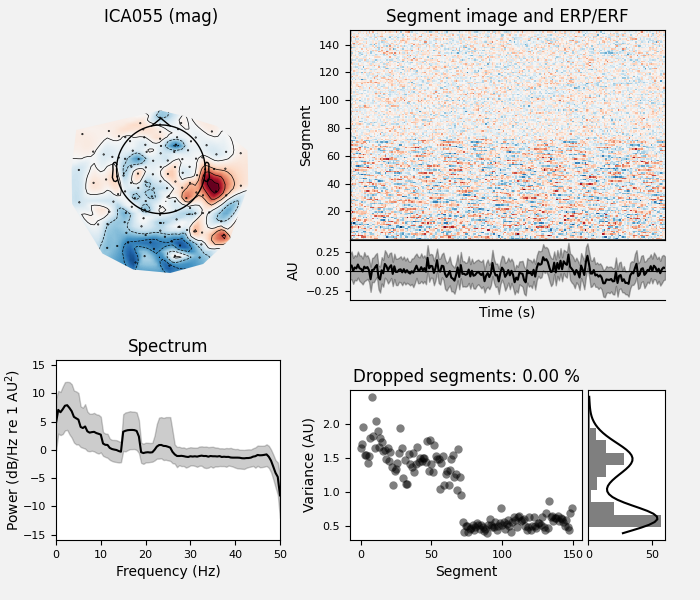 ICA055 (mag)
Segment image and ERP/ERF
Segment
140
120
100
80
60
40
20
AU
0.25
0.00
−0.25
Time (s)
Spectrum
Power (dB/Hz re 1 AU²)
15
10
5
0
−5
−10
−15
0 10 20 30 40 50
Frequency (Hz)
Dropped segments: 0.00 %
Variance (AU)
2.0
1.5
1.0
0.5
0 50 100 150
Segment
0 50